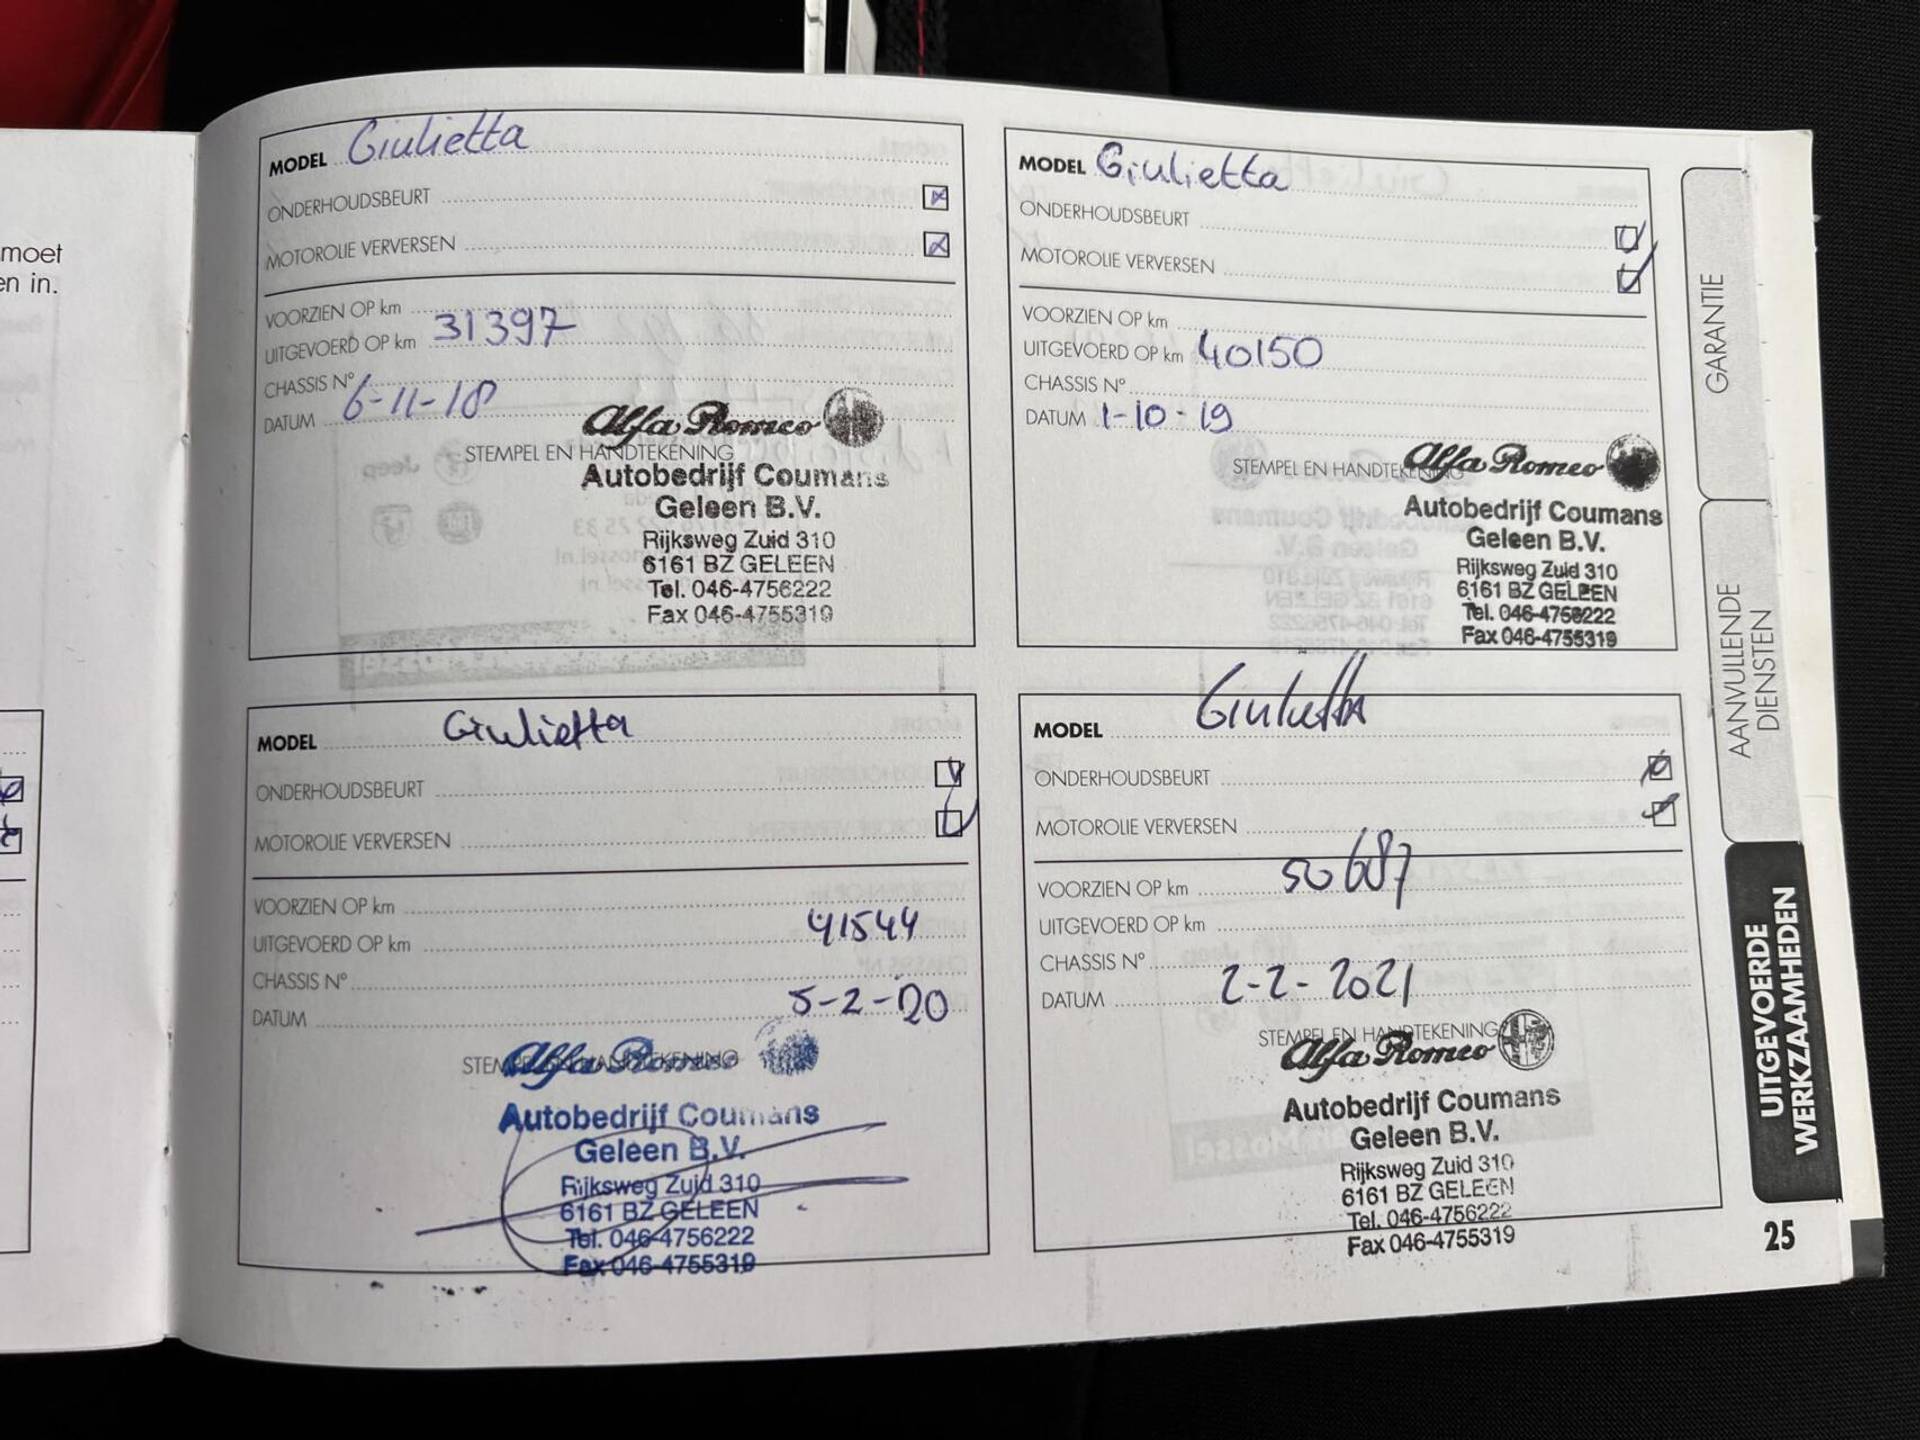 moet
en in.
MODEL Giulietta
ONDERHOUDSBEURT
MOTOROLIE VERVERSEN
VOORZIEN OP km
UITGEVOERD OP km 31397
CHASSIS N°
DATUM 6-11-18
Alfa Romeo
STEMPEL EN HANDTEKENING
Autobedrijf Coumans
Geleen B.V.
Rijksweg Zuid 310
6161 BZ GELEEN
Tel. 046-4756222
Fax 046-4755319
MODEL Giulietta
ONDERHOUDSBEURT
MOTOROLIE VERVERSEN
VOORZIEN OP km
UITGEVOERD OP km 40150
CHASSIS N°
DATUM 1-10-19
STEMPEL EN HANDTEKENING Alfa Romeo
Autobedrijf Coumans
Geleen B.V.
Rijksweg Zuid 310
6161 BZ GELEEN
Tel. 046-4756222
Fax 046-4755319
MODEL Giulietta
ONDERHOUDSBEURT
MOTOROLIE VERVERSEN
VOORZIEN OP km
UITGEVOERD OP km 41544
CHASSIS N°
DATUM 5-2-20
STEMPEL EN HANDTEKENING
Alfa Romeo
Autobedrijf Coumans
Geleen B.V.
Rijksweg Zuid 310
6161 BZ GELEEN
Tel. 046-4756222
Fax 046-4755319
MODEL Giulietta
ONDERHOUDSBEURT
MOTOROLIE VERVERSEN
VOORZIEN OP km 50687
UITGEVOERD OP km
CHASSIS N°
DATUM 2-2-2021
STEMPEL EN HANDTEKENING
Alfa Romeo
Autobedrijf Coumans
Geleen B.V.
Rijksweg Zuid 310
6161 BZ GELEEN
Tel. 046-4756222
Fax 046-4755319
GARANTIE
AANVULLENDE
DIENSTEN
UITGEVOERDE
WERKZAAMHEDEN
25